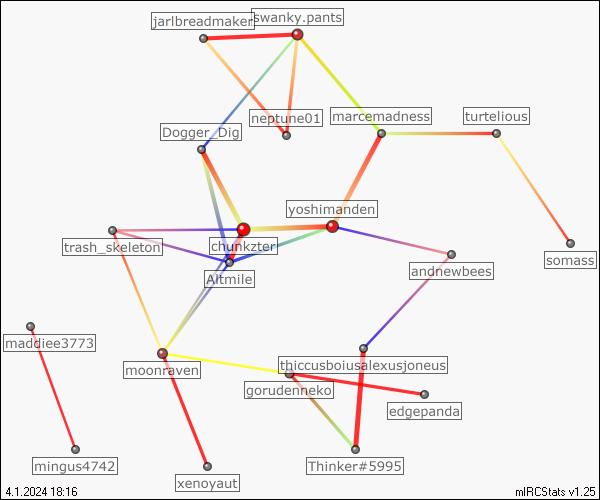 jarlbreadmaker
swanky.pants
neptune01
marcemadness
turtelious
Dogger_Dig
yoshimanden
chunkzter
trash_skeleton
somass
andnewbees
Altmile
maddiee3773
moonraven
thiccusboiusalexusjoneus
gorudenneko
edgepanda
mingus4742
xenoyaut
Thinker#5995
4.1.2024 18:16
mIRCStats v1.25